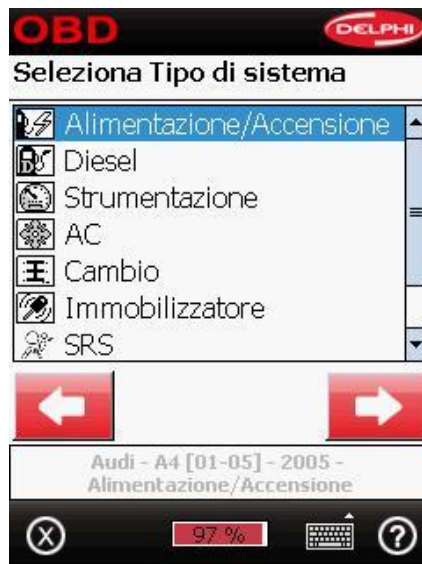 OBD
DELPHI
Seleziona Tipo di sistema
Alimentazione/Accensione
Diesel
Strumentazione
AC
Cambio
Immobilizzatore
SRS
Audi - A4 [01-05] - 2005 -
Alimentazione/Accensione
97 %
?